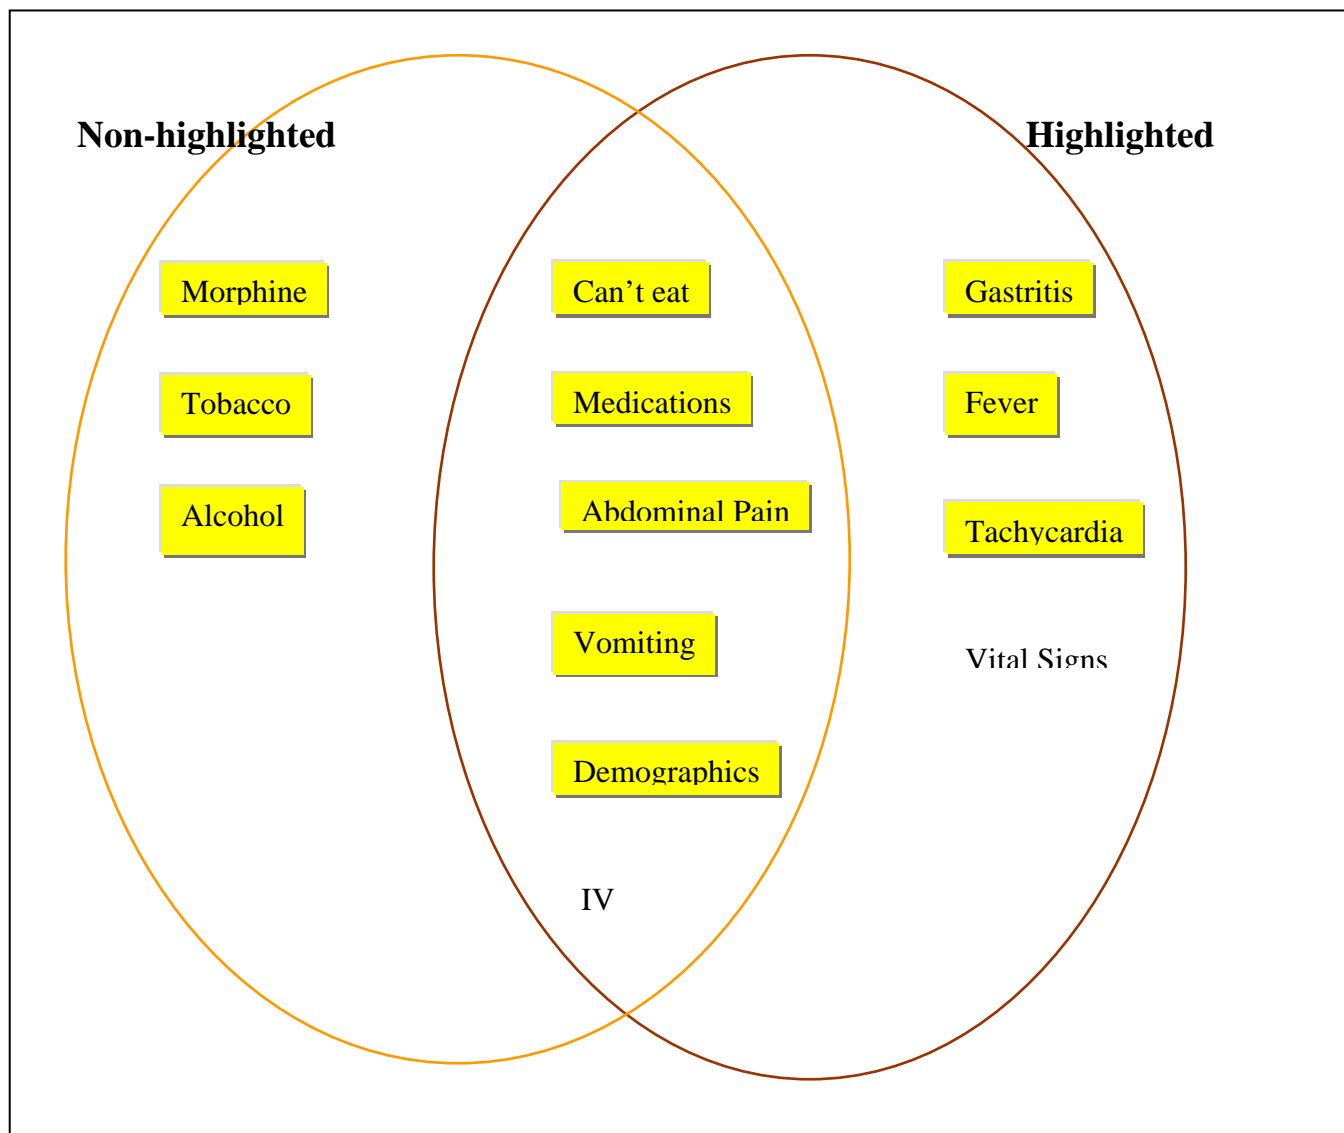 Non-highlighted
Highlighted
Morphine
Can’t eat
Gastritis
Tobacco
Medications
Fever
Alcohol
Abdominal Pain
Tachycardia
Vomiting
Vital Signs
Demographics
IV